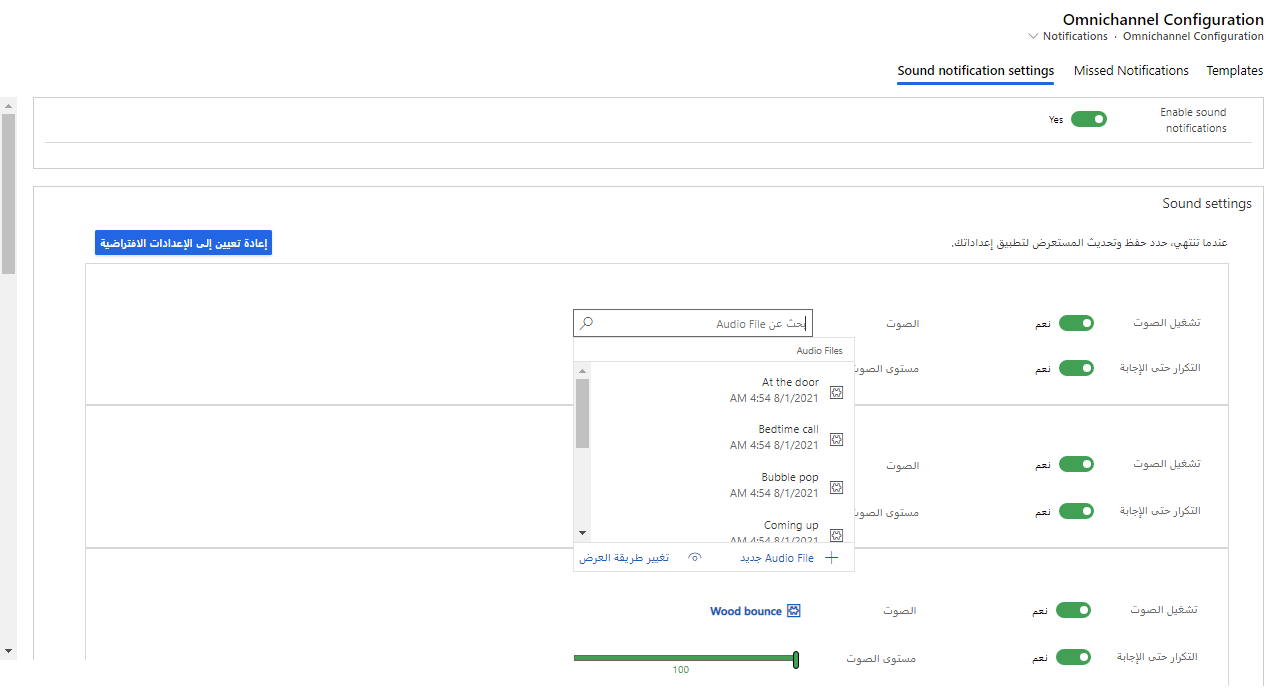 Omnichannel Configuration
Notifications · Omnichannel Configuration
Sound notification settings Missed Notifications Templates
Enable sound
notifications
Yes
Sound settings
عندما تنتهي، حدد حفظ وتحديث المستعرض لتطبيق إعداداتك.
إعادة تعيين إلى الإعدادات الافتراضية
تشغيل الصوت نعم الصوت بحث عن Audio File
Audio Files
التكرار حتى الإجابة نعم مستوى الصوت
At the door
8/1/2021 4:54 AM
Bedtime call
8/1/2021 4:54 AM
تشغيل الصوت نعم الصوت
Bubble pop
8/1/2021 4:54 AM
التكرار حتى الإجابة نعم مستوى الصوت
Coming up
8/1/2021 4:54 AM
Audio File جديد تغيير طريقة العرض
تشغيل الصوت نعم الصوت Wood bounce
التكرار حتى الإجابة نعم مستوى الصوت
100